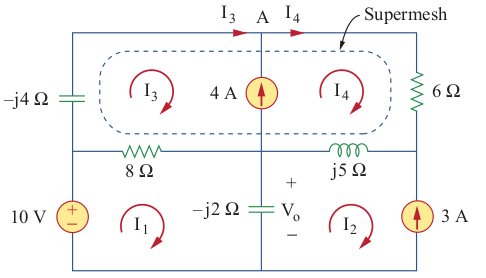 I3 A I4 Supermesh
–j4 Ω I3 4 A I4 6 Ω
8 Ω j5 Ω
10 V + – I1 –j2 Ω + Vo – I2 3 A